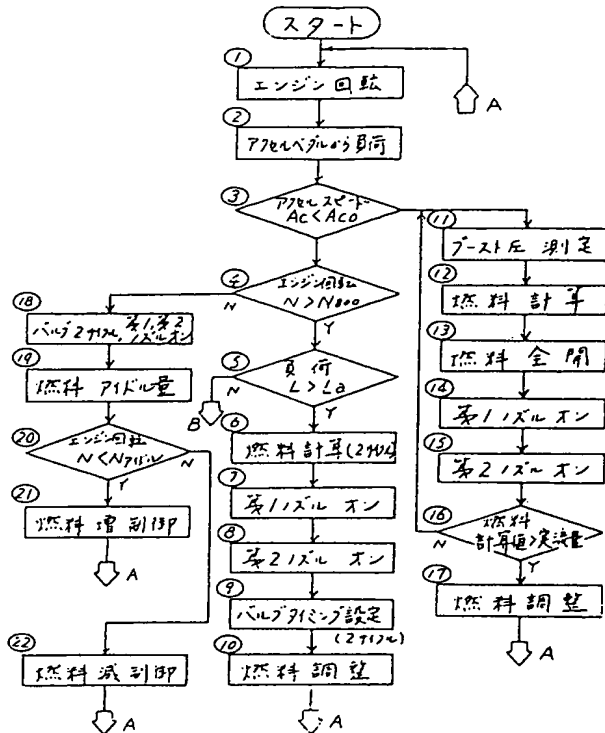 スタート
A
① エンジン回転
② アクセルペダルから負荷
③ アクセルスピード
Ac<Aco
④ エンジン回転
N>N800
N
Y
⑤ 負荷
L>La
N
Y
B
⑥ 燃料計算(2サイクル)
⑦ 第1ノズル オン
⑧ 第2ノズル オン
⑨ バルブタイミング設定
(2サイクル)
⑩ 燃料調整
A
⑪ ブースト圧 測定
⑫ 燃料計算
⑬ 燃料全開
⑭ 第1ノズルオン
⑮ 第2ノズルオン
⑯ 燃料
計算値>実流量
N
Y
⑰ 燃料調整
A
⑱ バルブ2サイクル, 第1,第2
ノズルオン
⑲ 燃料 アイドル量
⑳ エンジン回転
N<Nアイドル
N
Y
㉑ 燃料増制御
A
㉒ 燃料減制御
A